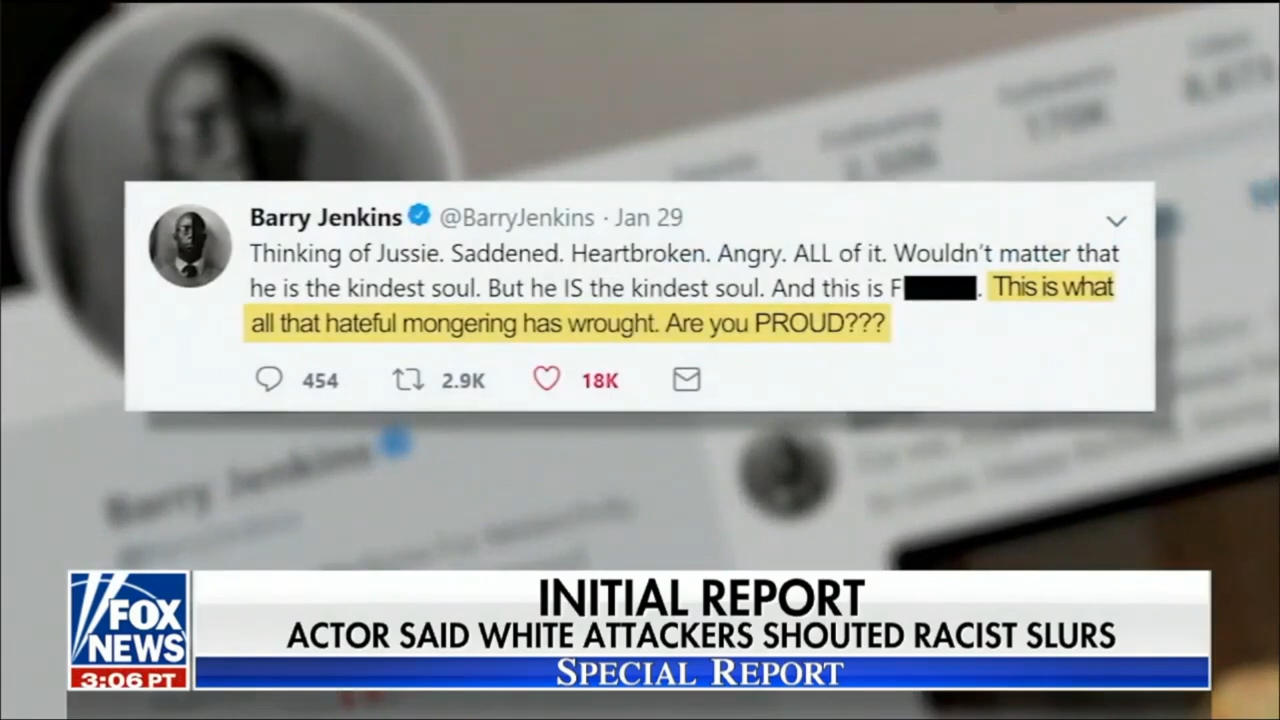 Barry Jenkins @BarryJenkins · Jan 29
Thinking of Jussie. Saddened. Heartbroken. Angry. ALL of it. Wouldn't matter that
he is the kindest soul. But he IS the kindest soul. And this is F . This is what
all that hateful mongering has wrought. Are you PROUD???
454 2.9K 18K
Barry Jenkins
FOX
NEWS
3:06 PT
INITIAL REPORT
ACTOR SAID WHITE ATTACKERS SHOUTED RACIST SLURS
SPECIAL REPORT